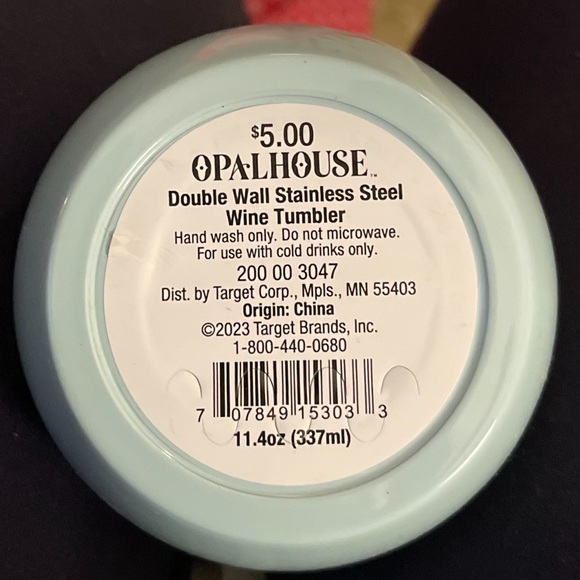 $5.00
OPALHOUSE™
Double Wall Stainless Steel
Wine Tumbler
Hand wash only. Do not microwave.
For use with cold drinks only.
200 00 3047
Dist. by Target Corp., Mpls., MN 55403
Origin: China
©2023 Target Brands, Inc.
1-800-440-0680
7 07849 15303 3
11.4oz (337ml)